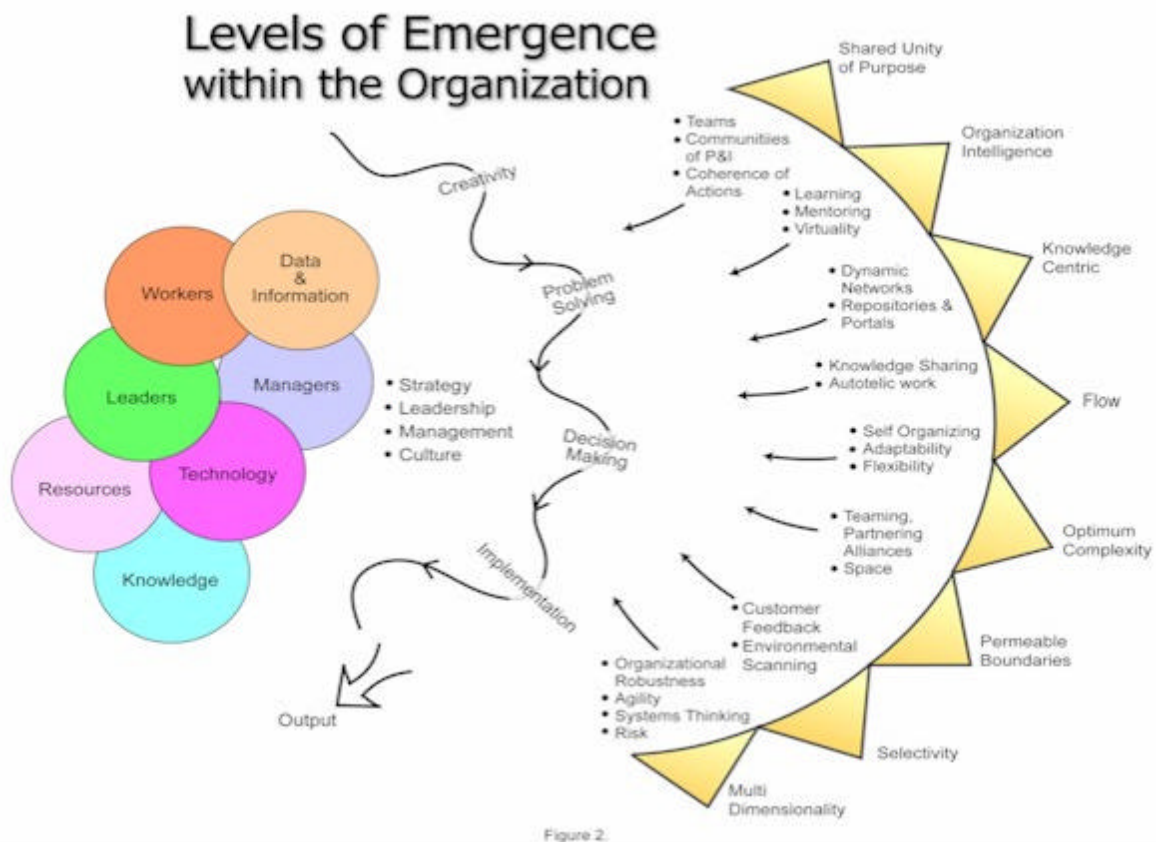 Levels of Emergence
within the Organization
Shared Unity
of Purpose
Organization
Intelligence
Knowledge
Centric
Flow
Optimum
Complexity
Permeable
Boundaries
Selectivity
Multi
Dimensionality
• Teams
• Communitiies
of P&I
• Coherence of
Actions
• Learning
• Mentoring
• Virtuality
• Dynamic
Networks
• Repositories &
Portals
• Knowledge Sharing
• Autotelic work
• Self Organizing
• Adaptability
• Flexibility
• Teaming,
Partnering
Alliances
• Space
• Customer
Feedback
• Environmental
Scanning
• Organizational
Robustness
• Agility
• Systems Thinking
• Risk
Creativity
Problem
Solving
Decision
Making
Implementation
Output
Workers
Data
&
Information
Leaders
Managers
Resources
Technology
Knowledge
• Strategy
• Leadership
• Management
• Culture
Figure 2.